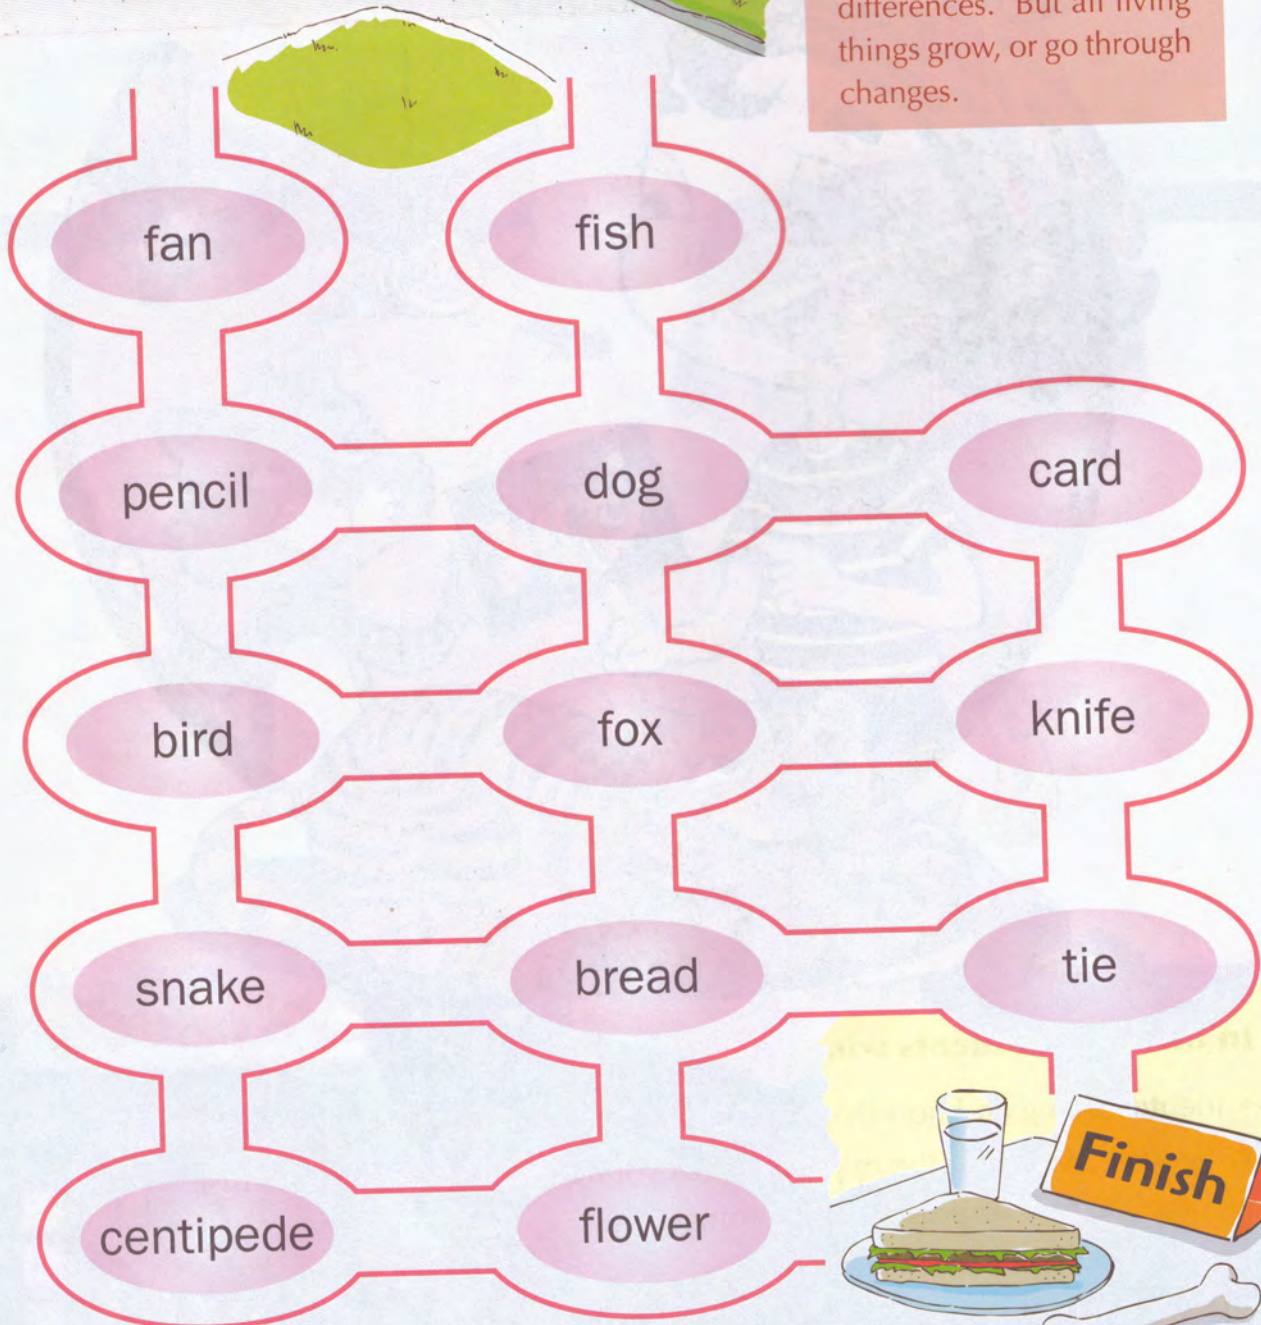 differences. But all living
things grow, or go through
changes.
fan
fish
pencil
dog
card
bird
fox
knife
snake
bread
tie
Finish
centipede
flower